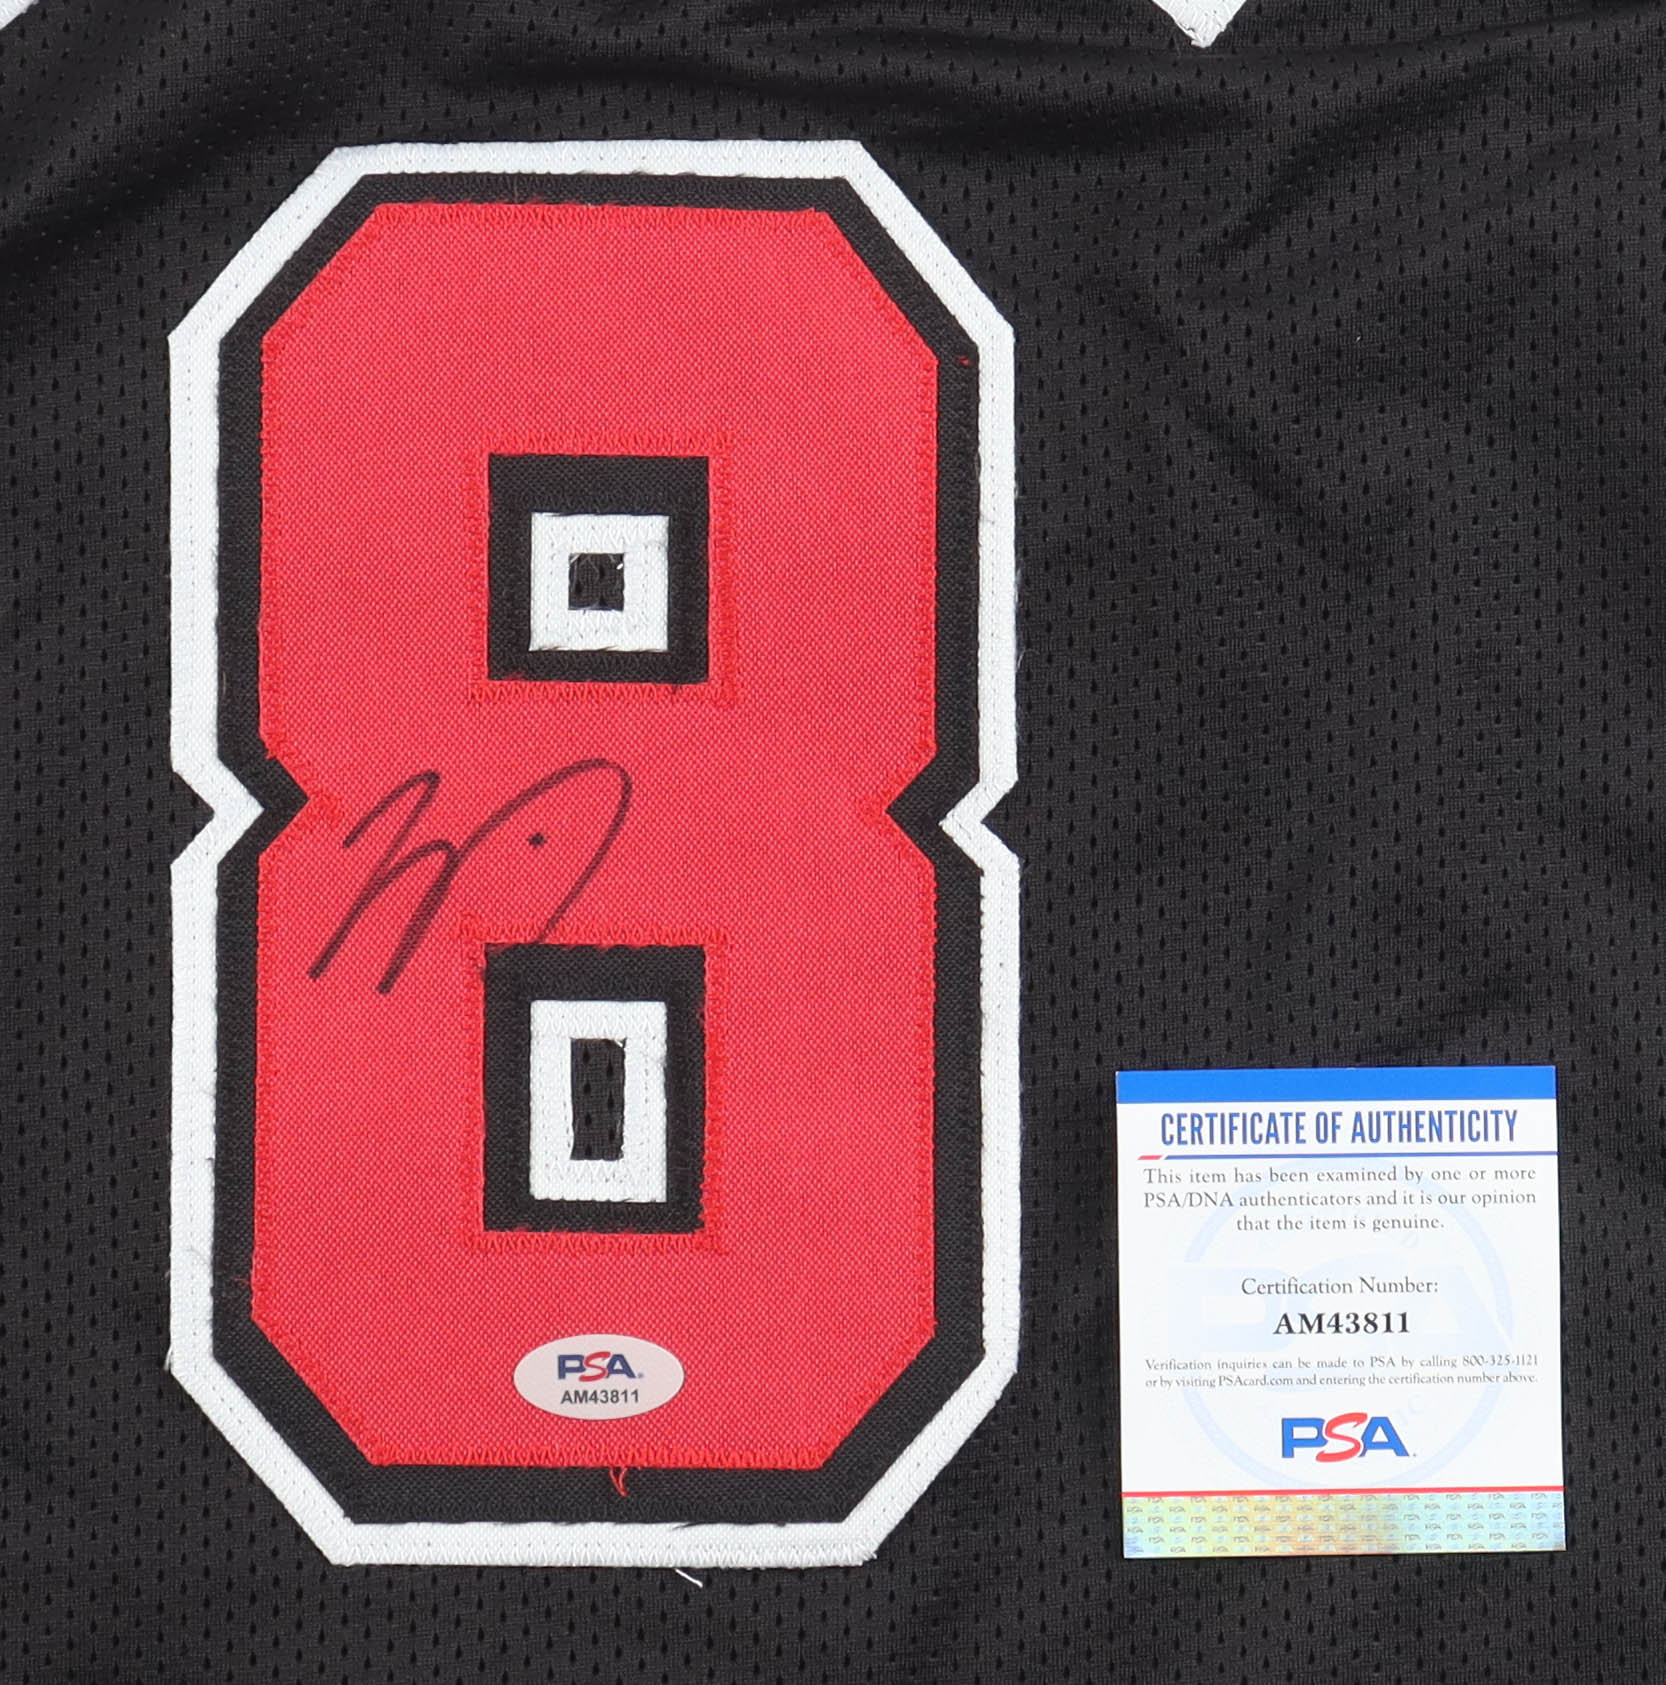 8
PSA
AM43811
CERTIFICATE OF AUTHENTICITY
This item has been examined by one or more
PSA/DNA authenticators and it is our opinion
that the item is genuine.
Certification Number:
AM43811
Verification inquiries can be made to PSA by calling 800-325-1121
or by visiting PSAcard.com and entering the certification number above.
PSA